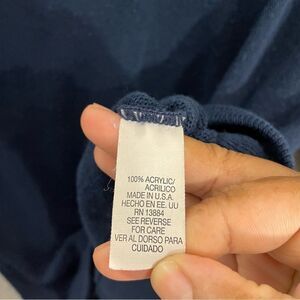 100% ACRYLIC/
ACRILICO
MADE IN U.S.A.
HECHO EN EE. UU
RN 13884
SEE REVERSE
FOR CARE
VER AL DORSO PARA
CUIDADO